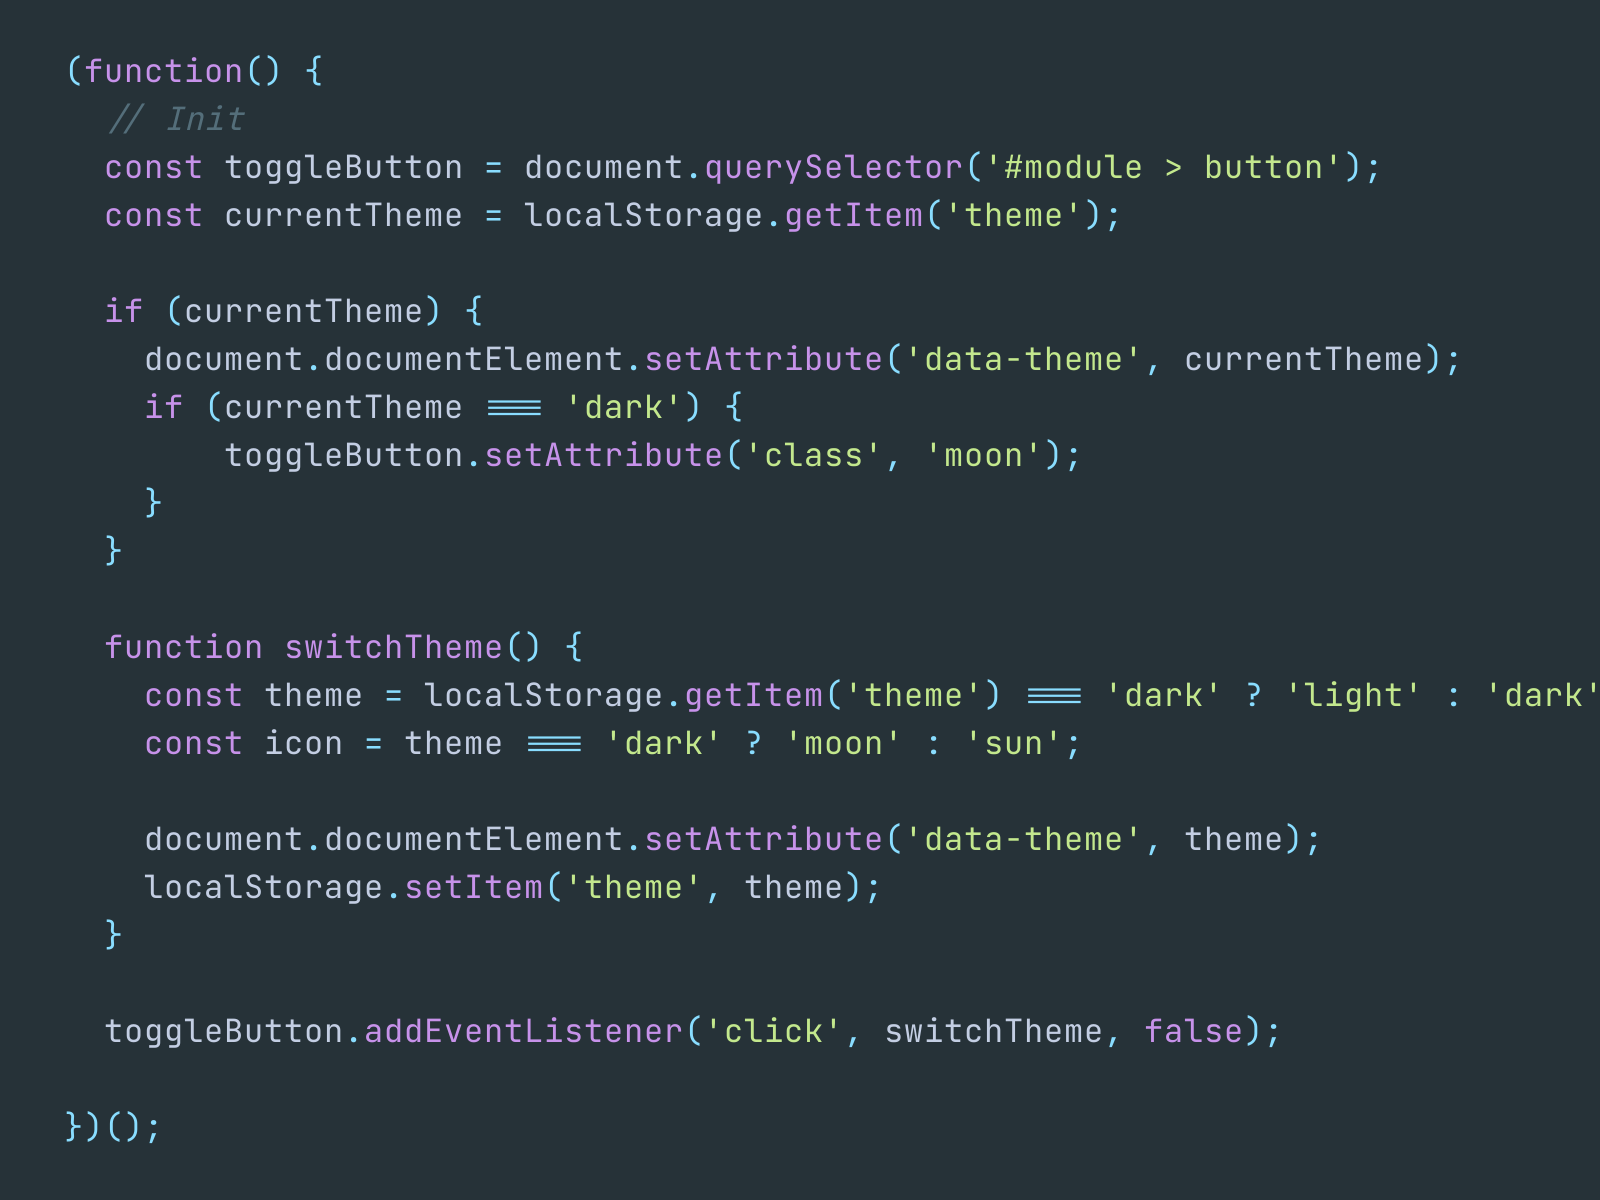 (function() {
// Init
const toggleButton = document.querySelector('#module > button');
const currentTheme = localStorage.getItem('theme');
if (currentTheme) {
document.documentElement.setAttribute('data-theme', currentTheme);
if (currentTheme === 'dark') {
toggleButton.setAttribute('class', 'moon');
}
}
function switchTheme() {
const theme = localStorage.getItem('theme') === 'dark' ? 'light' : 'dark'
const icon = theme === 'dark' ? 'moon' : 'sun';
document.documentElement.setAttribute('data-theme', theme);
localStorage.setItem('theme', theme);
}
toggleButton.addEventListener('click', switchTheme, false);
})();